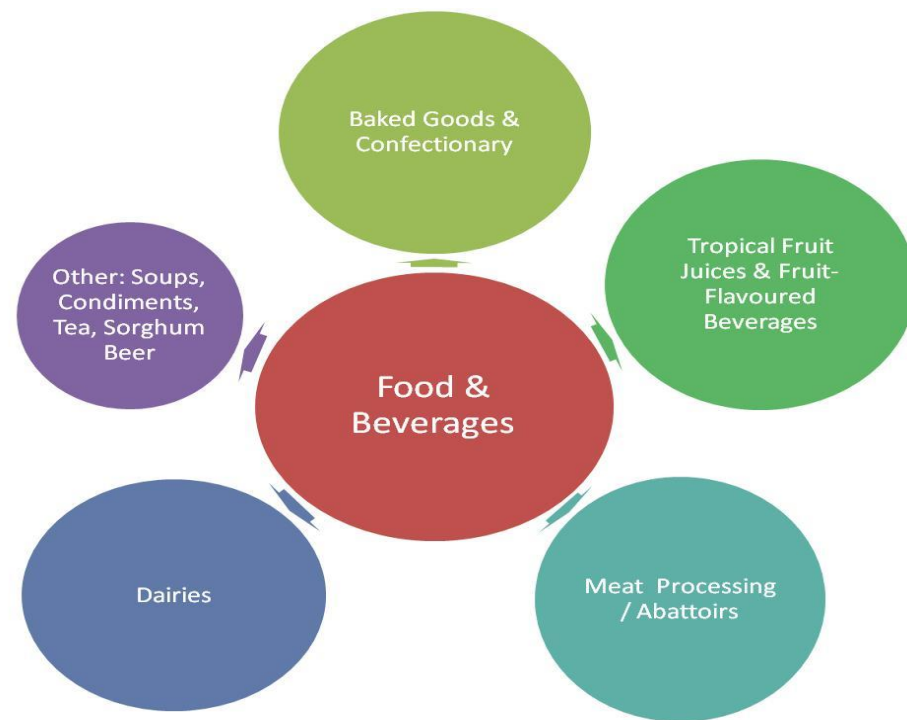 Baked Goods &
Confectionary
Tropical Fruit
Juices & Fruit-
Flavoured
Beverages
Other: Soups,
Condiments,
Tea, Sorghum
Beer
Food &
Beverages
Dairies
Meat Processing
/ Abattoirs